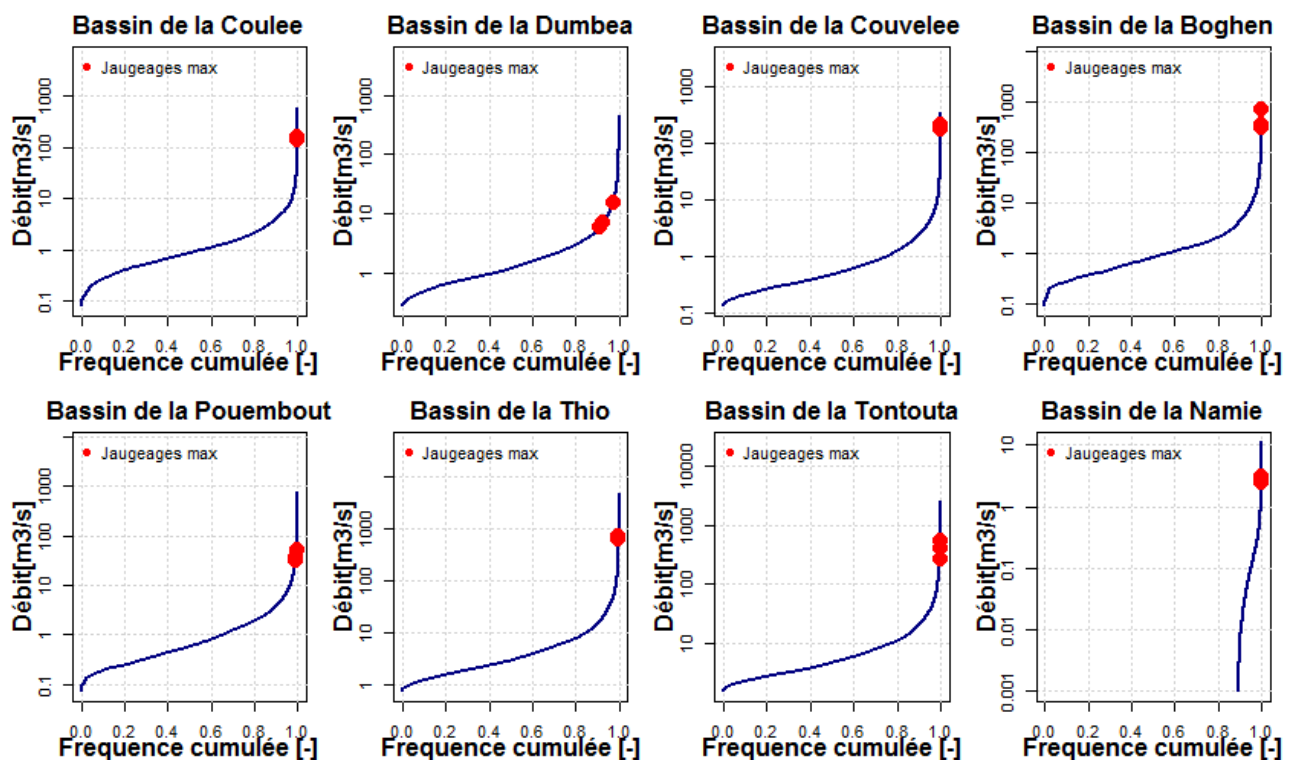 Bassin de la Coulee
Jaugeages max
Débit[m3/s]
1000
100
10
1
0.1
0.0 0.2 0.4 0.6 0.8 1.0
Frequence cumulée [-]
Bassin de la Dumbea
Jaugeages max
Débit[m3/s]
1000
100
10
1
0.0 0.2 0.4 0.6 0.8 1.0
Frequence cumulée [-]
Bassin de la Couvelee
Jaugeages max
Débit[m3/s]
1000
100
10
1
0.1
0.0 0.2 0.4 0.6 0.8 1.0
Frequence cumulée [-]
Bassin de la Boghen
Jaugeages max
Débit[m3/s]
1000
100
10
1
0.1
0.0 0.2 0.4 0.6 0.8 1.0
Frequence cumulée [-]
Bassin de la Pouembout
Jaugeages max
Débit[m3/s]
1000
100
10
1
0.1
0.0 0.2 0.4 0.6 0.8 1.0
Frequence cumulée [-]
Bassin de la Thio
Jaugeages max
Débit[m3/s]
1000
100
10
1
0.0 0.2 0.4 0.6 0.8 1.0
Frequence cumulée [-]
Bassin de la Tontouta
Jaugeages max
Débit[m3/s]
10000
1000
100
10
0.0 0.2 0.4 0.6 0.8 1.0
Frequence cumulée [-]
Bassin de la Namie
Jaugeages max
Débit[m3/s]
10
1
0.1
0.01
0.001
0.0 0.2 0.4 0.6 0.8 1.0
Frequence cumulée [-]